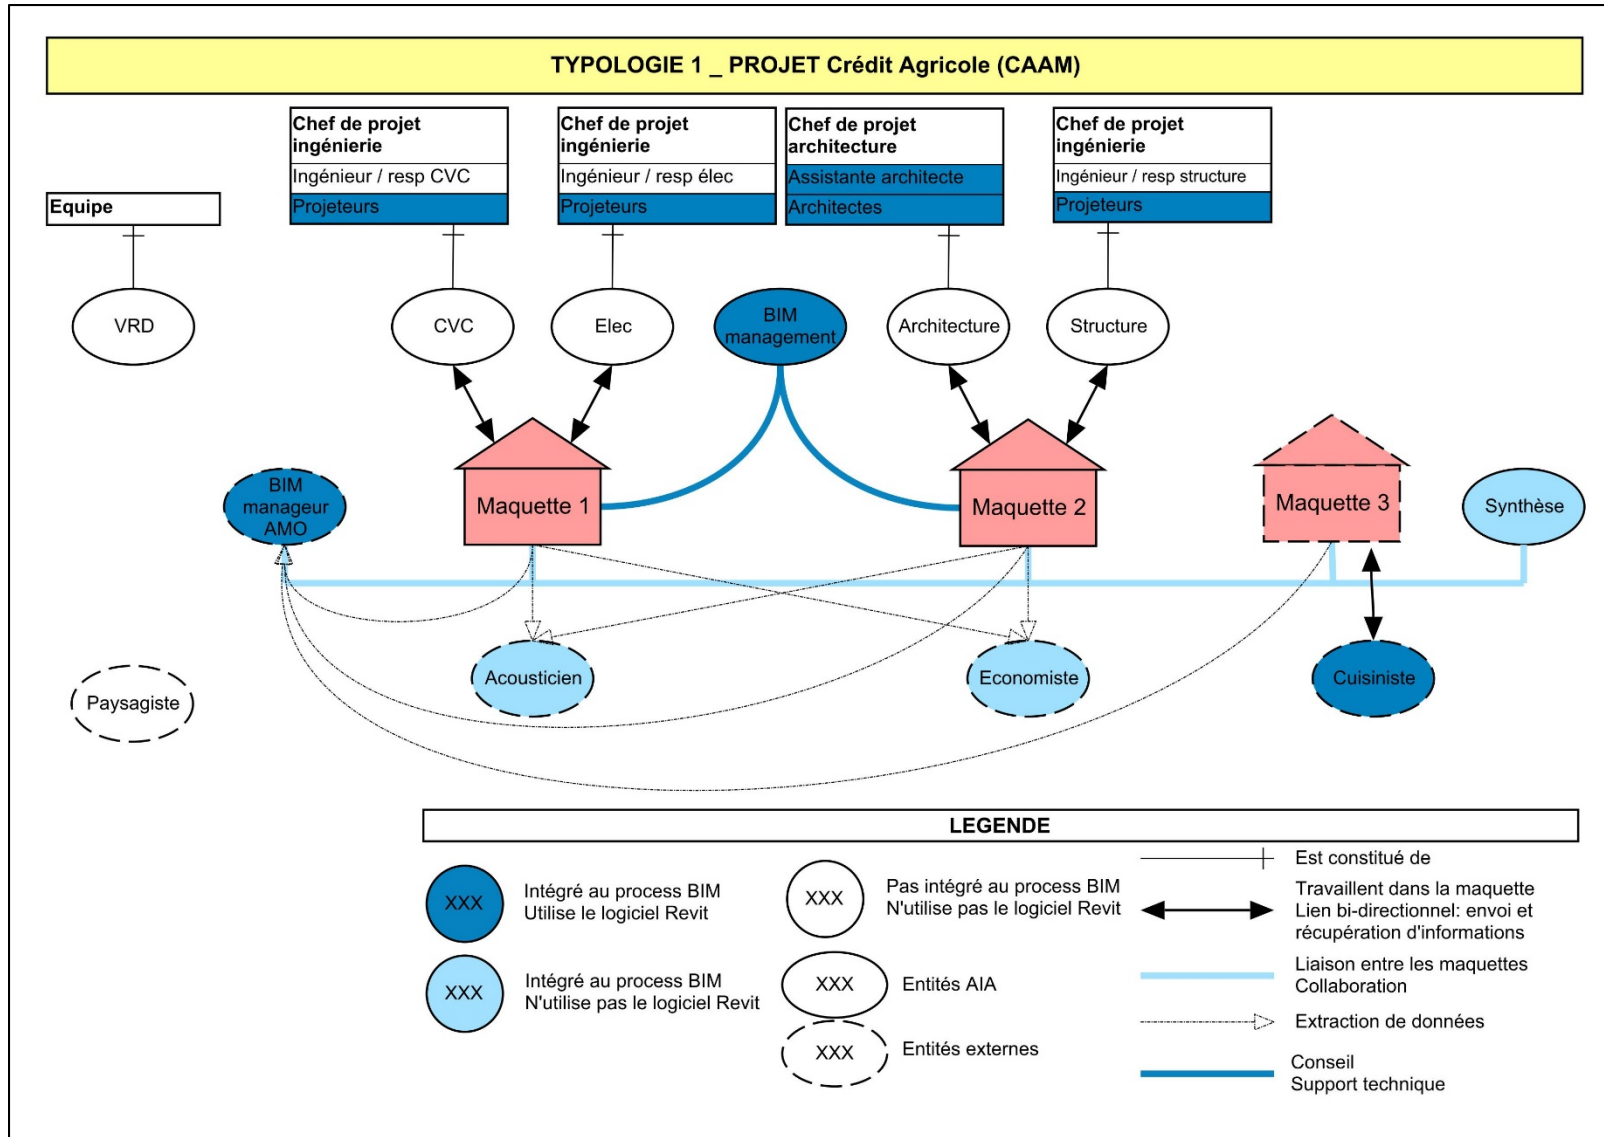 TYPOLOGIE 1 _ PROJET Crédit Agricole (CAAM)
Equipe
Chef de projet
ingénierie
Ingénieur / resp CVC
Projeteurs
Chef de projet
ingénierie
Ingénieur / resp élec
Projeteurs
Chef de projet
architecture
Assistante architecte
Architectes
Chef de projet
ingénierie
Ingénieur / resp structure
Projeteurs
VRD
CVC
Elec
BIM
management
Architecture
Structure
BIM
manageur
AMO
Maquette 1
Maquette 2
Maquette 3
Synthèse
Paysagiste
Acousticien
Economiste
Cuisiniste
LEGENDE
XXX
Intégré au process BIM
Utilise le logiciel Revit
XXX
Intégré au process BIM
N'utilise pas le logiciel Revit
XXX
Pas intégré au process BIM
N'utilise pas le logiciel Revit
XXX
Entités AIA
XXX
Entités externes
Est constitué de
Travaillent dans la maquette
Lien bi-directionnel: envoi et
récupération d'informations
Liaison entre les maquettes
Collaboration
Extraction de données
Conseil
Support technique